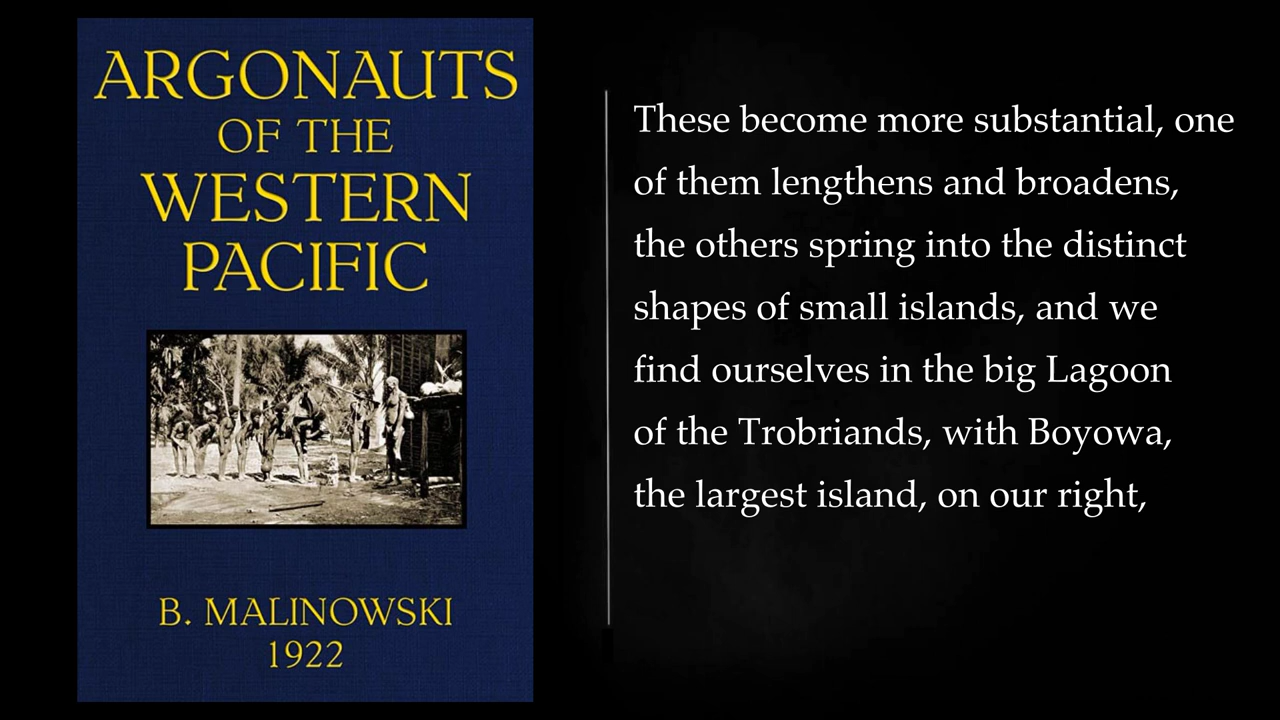 ARGONAUTS
OF THE
WESTERN
PACIFIC
B. MALINOWSKI
1922
These become more substantial, one
of them lengthens and broadens,
the others spring into the distinct
shapes of small islands, and we
find ourselves in the big Lagoon
of the Trobriands, with Boyowa,
the largest island, on our right,